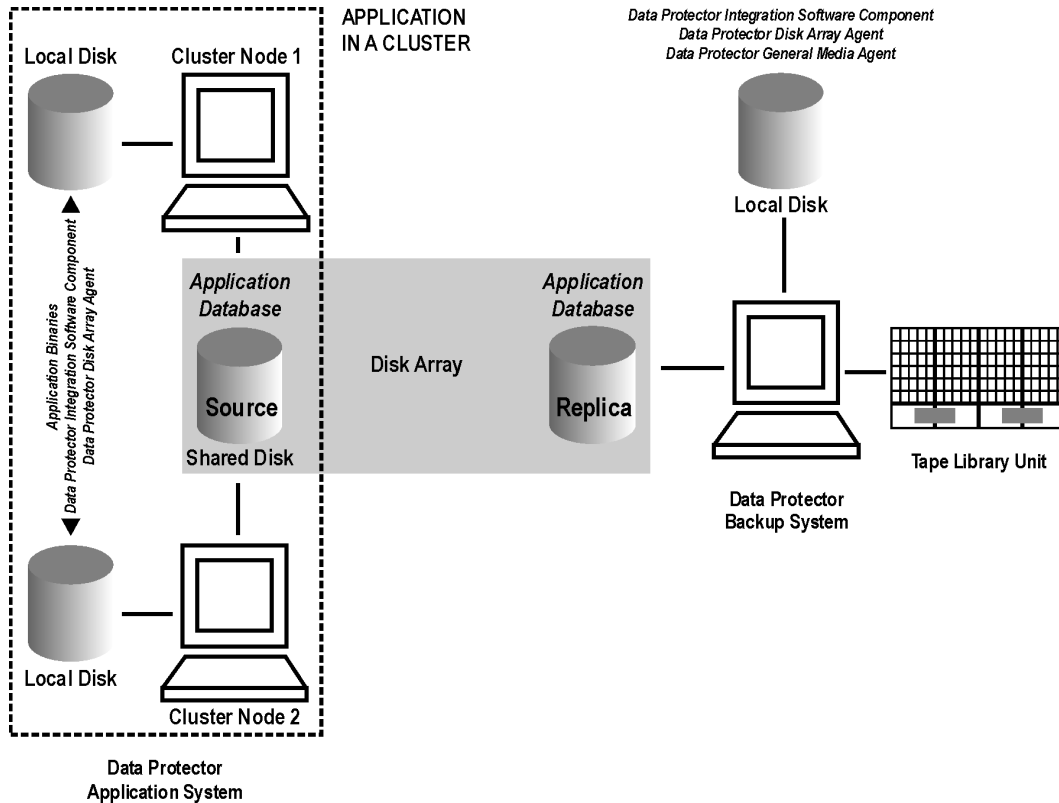 APPLICATION
IN A CLUSTER
Data Protector Integration Software Component
Data Protector Disk Array Agent
Data Protector General Media Agent
Local Disk
Cluster Node 1
Local Disk
Application Binaries
Data Protector Integration Software Component
Data Protector Disk Array Agent
Application
Database
Source
Shared Disk
Disk Array
Application
Database
Replica
Tape Library Unit
Data Protector
Backup System
Local Disk
Cluster Node 2
Data Protector
Application System